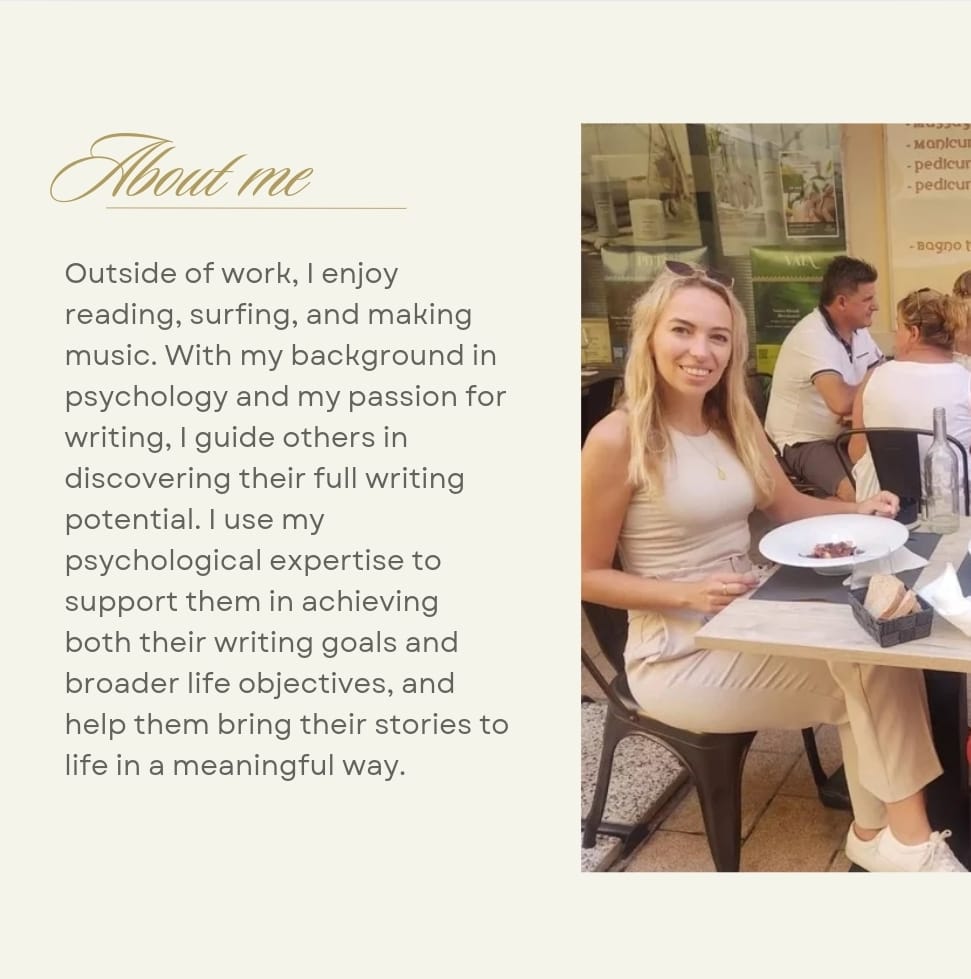 About me
Outside of work, I enjoy
reading, surfing, and making
music. With my background in
psychology and my passion for
writing, I guide others in
discovering their full writing
potential. I use my
psychological expertise to
support them in achieving
both their writing goals and
broader life objectives, and
help them bring their stories to
life in a meaningful way.
- Manicur
- pedicur
- pedicur
- Bagno t